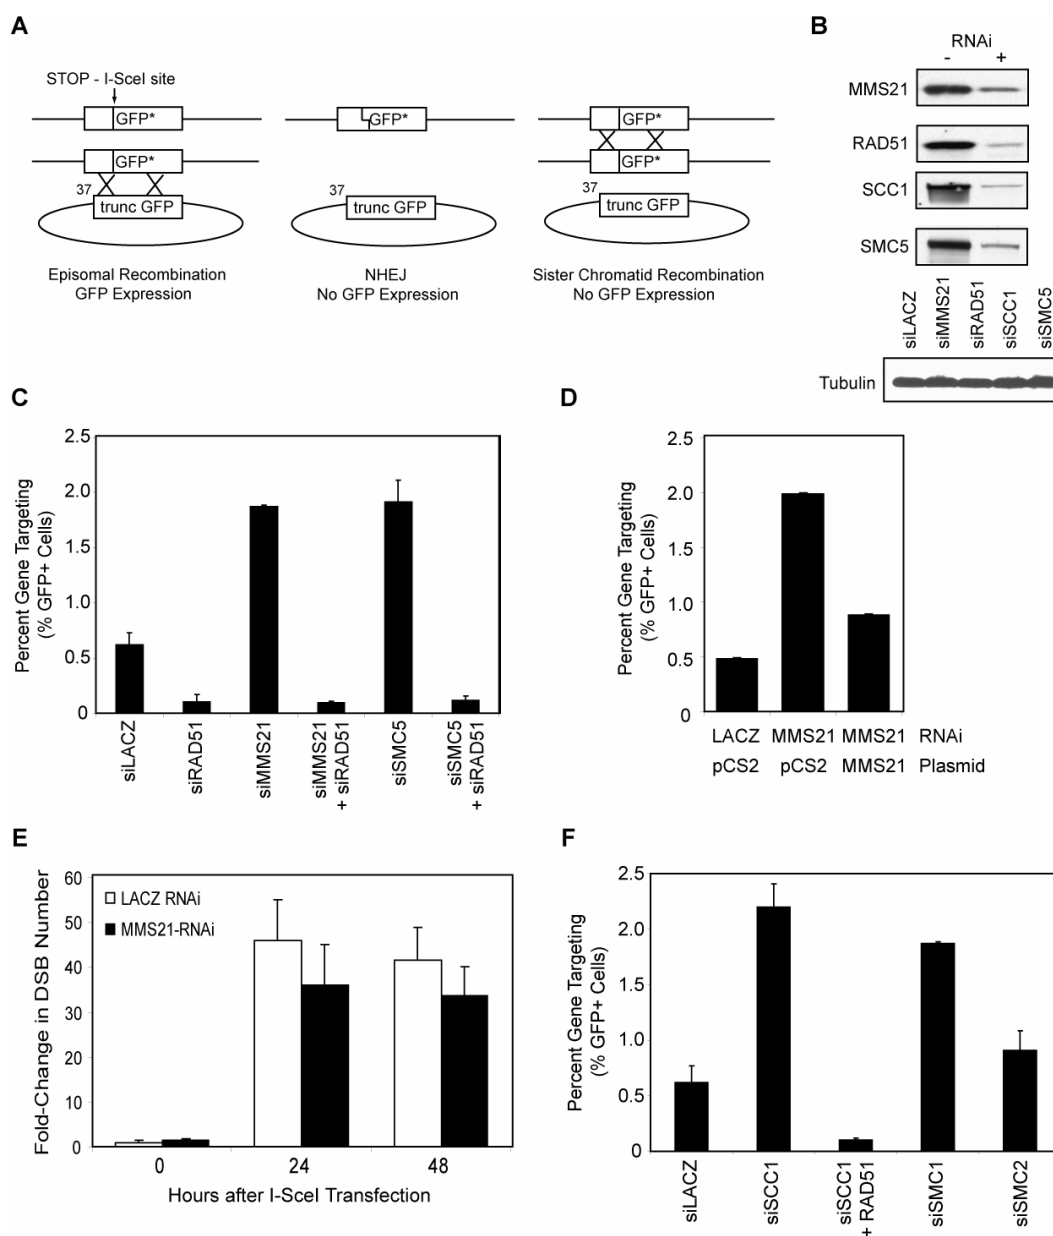 A
STOP - I-SceI site
GFP*
GFP*
37
trunc GFP
Episomal Recombination
GFP Expression
GFP*
37
trunc GFP
NHEJ
No GFP Expression
GFP*
GFP*
37
trunc GFP
Sister Chromatid Recombination
No GFP Expression
B
RNAi
- +
MMS21
RAD51
SCC1
SMC5
siLACZ
siMMS21
siRAD51
siSCC1
siSMC5
Tubulin
C
Percent Gene Targeting
(% GFP+ Cells)
2.5
2.0
1.5
1.0
0.5
0
siLACZ
siRAD51
siMMS21
siMMS21
+ siRAD51
siSMC5
siSMC5
+ siRAD51
D
Percent Gene Targeting
(% GFP+ Cells)
2.5
2.0
1.5
1.0
0.5
0
LACZ MMS21 MMS21 RNAi
pCS2 pCS2 MMS21 Plasmid
E
Fold-Change in DSB Number
60
50
40
30
20
10
0
LACZ RNAi
MMS21-RNAi
0 24 48
Hours after I-SceI Transfection
F
Percent Gene Targeting
(% GFP+ Cells)
2.5
2.0
1.5
1.0
0.5
0
siLACZ
siSCC1
siSCC1
+ RAD51
siSMC1
siSMC2